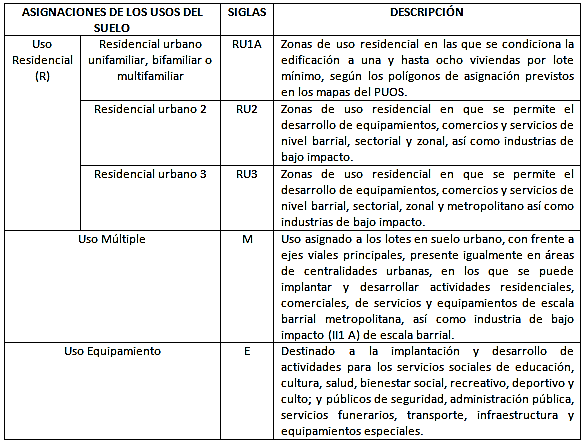 ASIGNACIONES DE LOS USOS DEL
SUELO
SIGLAS
DESCRIPCIÓN
Uso
Residencial
(R)
Residencial urbano
unifamiliar, bifamiliar o
multifamiliar
RU1A
Zonas de uso residencial en las que se condiciona la
edificación a una y hasta ocho viviendas por lote
mínimo, según los polígonos de asignación previstos
en los mapas del PUOS.
Residencial urbano 2
RU2
Zonas de uso residencial en que se permite el
desarrollo de equipamientos, comercios y servicios de
nivel barrial, sectorial y zonal, así como industrias de
bajo impacto.
Residencial urbano 3
RU3
Zonas de uso residencial en que se permite el
desarrollo de equipamientos, comercios y servicios de
nivel barrial, sectorial, zonal y metropolitano así como
industrias de bajo impacto.
Uso Múltiple
M
Uso asignado a los lotes en suelo urbano, con frente a
ejes viales principales, presente igualmente en áreas
de centralidades urbanas, en los que se puede
implantar y desarrollar actividades residenciales,
comerciales, de servicios y equipamientos de escala
barrial metropolitana, así como industria de bajo
impacto (II1 A) de escala barrial.
Uso Equipamiento
E
Destinado a la implantación y desarrollo de
actividades para los servicios sociales de educación,
cultura, salud, bienestar social, recreativo, deportivo y
culto; y públicos de seguridad, administración pública,
servicios funerarios, transporte, infraestructura y
equipamientos especiales.